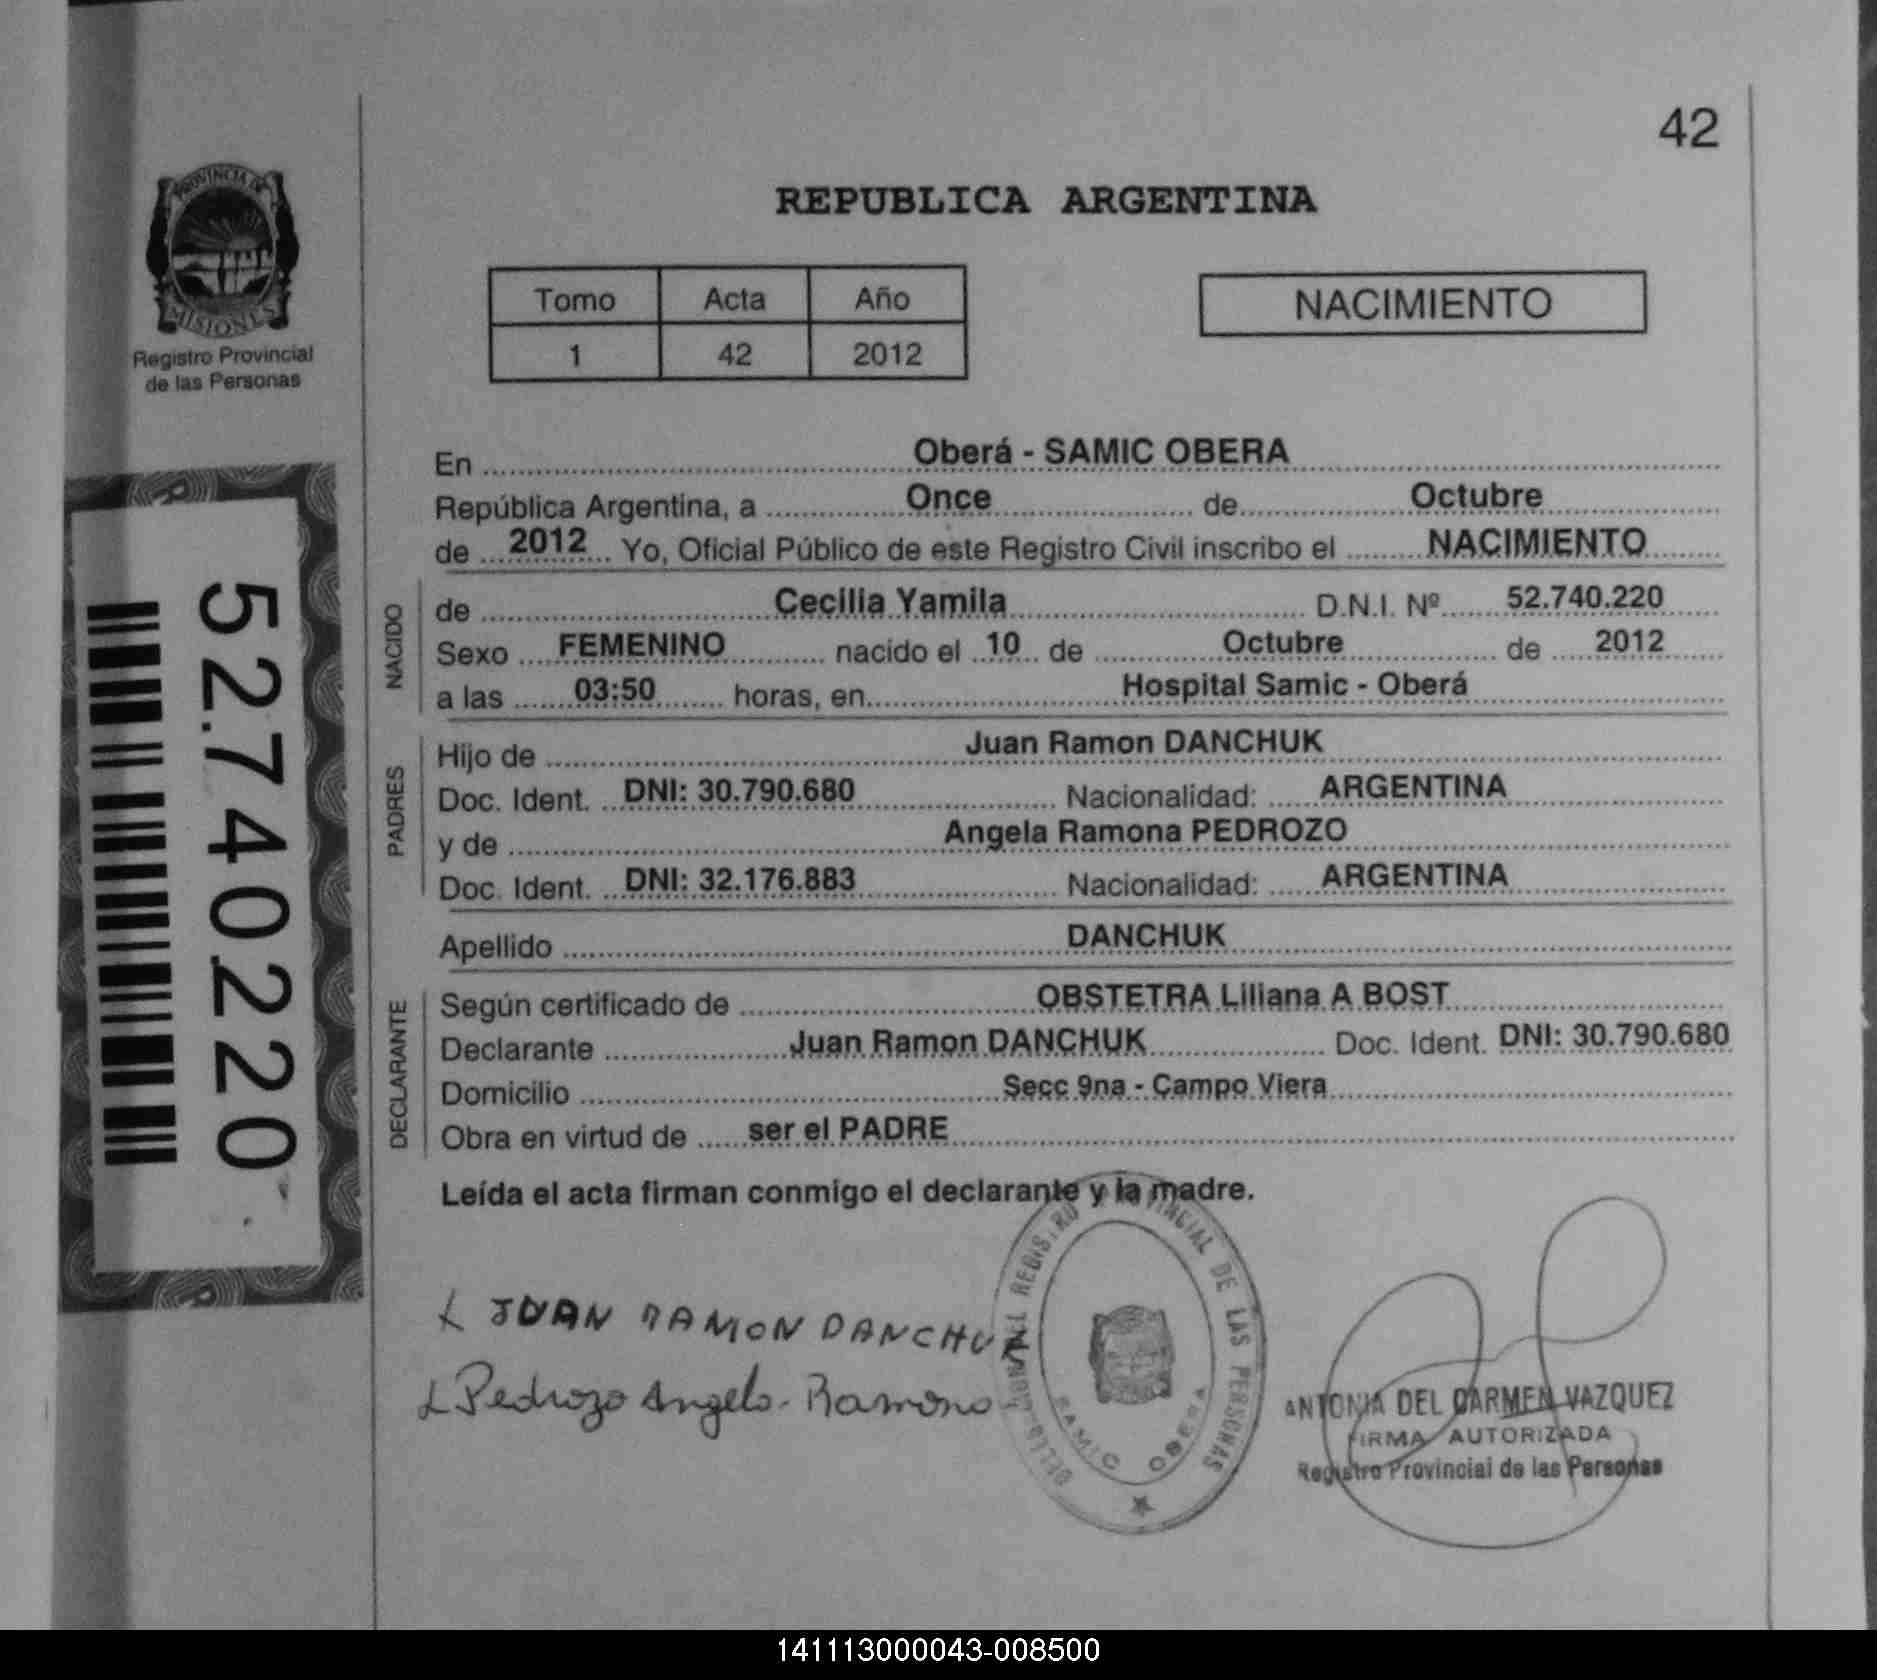 42
PROVINCIA DE
MISIONES
Registro Provincial
de las Personas
REPUBLICA ARGENTINA
Tomo Acta Año
1 42 2012
NACIMIENTO
52.740.220
En Oberá - SAMIC OBERA
República Argentina, a Once de Octubre
de 2012 Yo, Oficial Público de este Registro Civil inscribo el NACIMIENTO
NACIDO
de Cecilia Yamila D.N.I. Nº 52.740.220
Sexo FEMENINO nacido el 10 de Octubre de 2012
a las 03:50 horas, en Hospital Samic - Oberá
PADRES
Hijo de Juan Ramon DANCHUK
Doc. Ident. DNI: 30.790.680 Nacionalidad: ARGENTINA
y de Angela Ramona PEDROZO
Doc. Ident. DNI: 32.176.883 Nacionalidad: ARGENTINA
Apellido DANCHUK
DECLARANTE
Según certificado de OBSTETRA Liliana A BOST
Declarante Juan Ramon DANCHUK Doc. Ident. DNI: 30.790.680
Domicilio Secc 9na - Campo Viera
Obra en virtud de ser el PADRE
Leída el acta firman conmigo el declarante y la madre.
JUAN RAMON DANCHUK
Pedrozo Angela Ramona
REGISTRO PROVINCIAL DE LAS PERSONAS
SAMIC OBERA
ANTONIA DEL CARMEN VAZQUEZ
FIRMA AUTORIZADA
Registro Provincial de las Personas
141113000043-008500